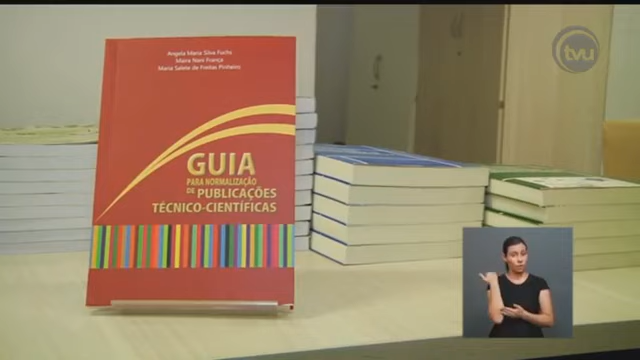 tvu
Angela Maria Silva Fuchs
Maira Nani França
Maria Salete de Freitas Pinheiro
GUIA
PARA NORMALIZAÇÃO
DE PUBLICAÇÕES
TÉCNICO-CIENTÍFICAS